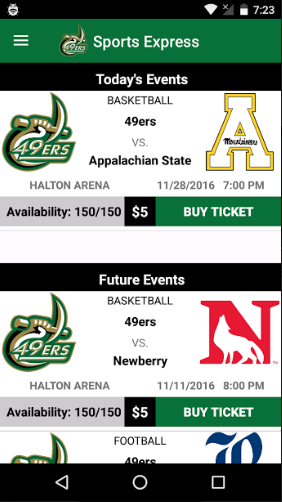 7:23
49ERS
Sports Express
Today's Events
BASKETBALL
49ers
VS.
Appalachian State
49ERS
Mountaineers
HALTON ARENA 11/28/2016 7:00 PM
Availability: 150/150 $5 BUY TICKET
Future Events
BASKETBALL
49ers
VS.
Newberry
49ERS
N
HALTON ARENA 11/11/2016 8:00 PM
Availability: 150/150 $5 BUY TICKET
FOOTBALL
49ers